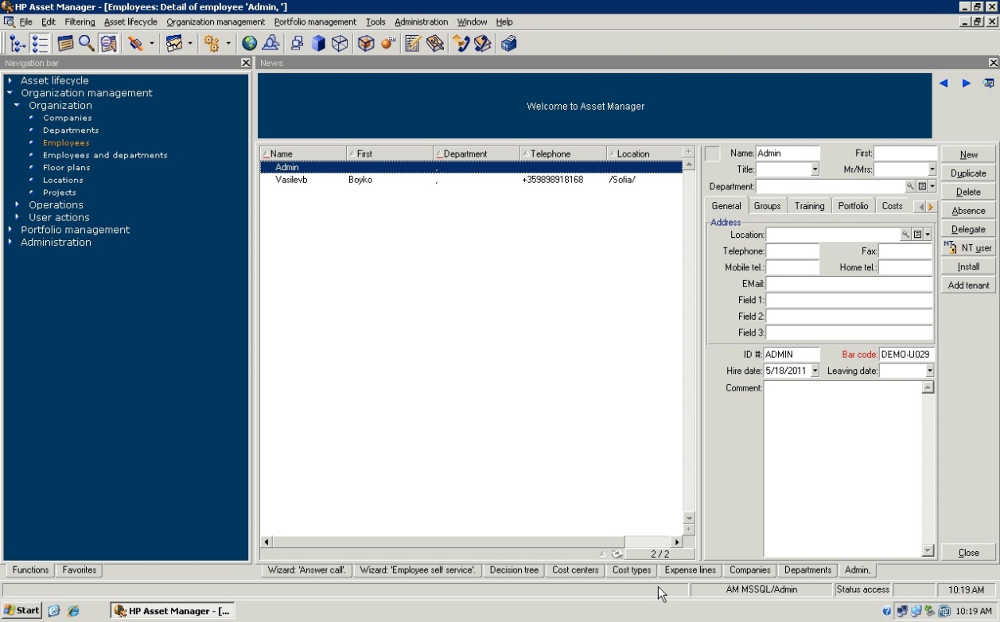 HP Asset Manager - [Employees: Detail of employee 'Admin, ']
File Edit Filtering Asset lifecycle Organization management Portfolio management Tools Administration Window Help
Navigation bar
News
Asset lifecycle
Organization management
Organization
Companies
Departments
Employees
Employees and departments
Floor plans
Locations
Projects
Operations
User actions
Portfolio management
Administration
Functions Favorites
Welcome to Asset Manager
Name First Department Telephone Location
Admin ,
Vasilevb Boyko , +359898918168 /Sofia/
2 / 2
Name: Admin First:
Title: Mr/Mrs:
Department:
General Groups Training Portfolio Costs
Address
Location:
Telephone: Fax:
Mobile tel.: Home tel.:
EMail:
Field 1:
Field 2:
Field 3:
ID #: ADMIN Bar code: DEMO-U029
Hire date: 5/18/2011 Leaving date:
Comment:
New
Duplicate
Delete
Absence
Delegate
NT NT user
Install
Add tenant
Close
Wizard: 'Answer call'. Wizard: 'Employee self service'. Decision tree Cost centers Cost types Expense lines Companies Departments Admin,
AM MSSQL/Admin Status access 10:19 AM
Start HP Asset Manager - [... 10:19 AM